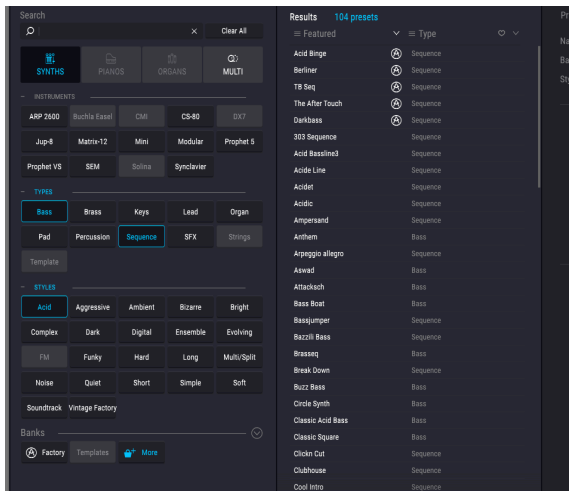 Search
Clear All
SYNTHS PIANOS ORGANS MULTI
INSTRUMENTS
ARP 2600 Buchla Easel CMI CS-80 DX7
Jup-8 Matrix-12 Mini Modular Prophet 5
Prophet VS SEM Solina Synclavier
TYPES
Bass Brass Keys Lead Organ
Pad Percussion Sequence SFX Strings
Template
STYLES
Acid Aggressive Ambient Bizarre Bright
Complex Dark Digital Ensemble Evolving
FM Funky Hard Long Multi/Split
Noise Quiet Short Simple Soft
Soundtrack Vintage Factory
Banks
Factory Templates More
Results 104 presets
Featured Type
Acid Binge Sequence
Berliner Sequence
TB Seq Sequence
The After Touch Sequence
Darkbass Sequence
303 Sequence Sequence
Acid Bassline3 Sequence
Acide Line Sequence
Acidet Sequence
Acidic Sequence
Ampersand Sequence
Anthem Bass
Arpeggio allegro Sequence
Aswad Bass
Attacksch Bass
Bass Boat Bass
Bassjumper Sequence
Bazzili Bass Sequence
Brasseq Bass
Break Down Sequence
Buzz Bass Bass
Circle Synth Bass
Classic Acid Bass Bass
Classic Square Bass
Clickn Cut Sequence
Clubhouse Sequence
Cool Intro Sequence
Pr
Na
Ba
Sty